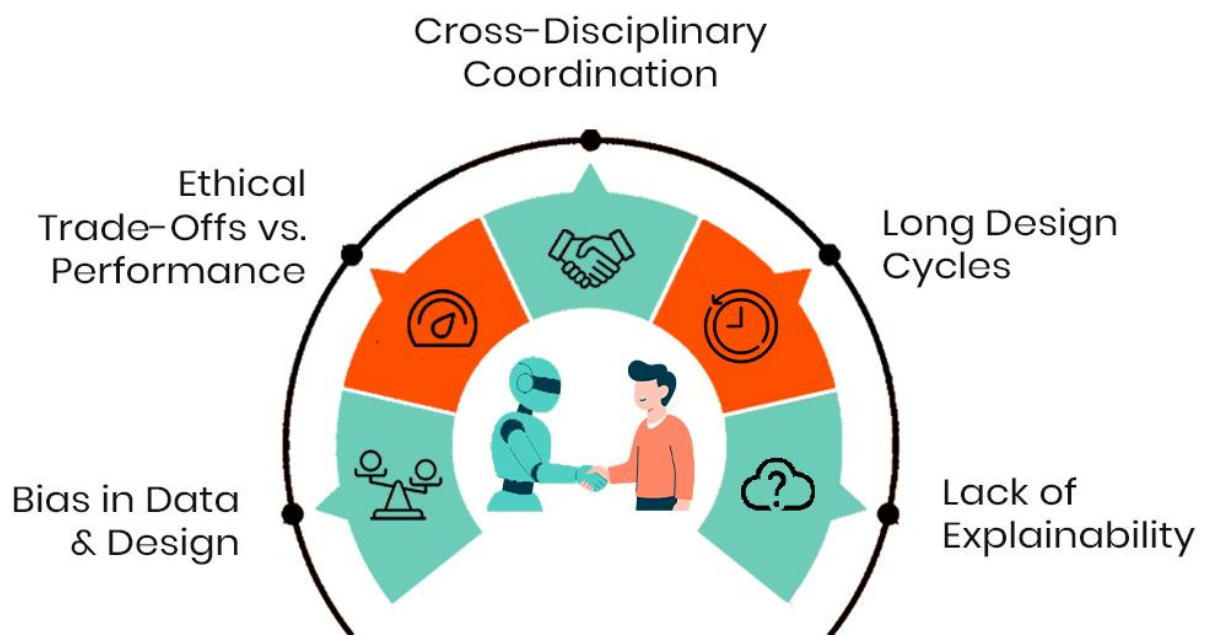 Cross-Disciplinary
Coordination
Ethical
Trade-Offs vs.
Performance
Long Design
Cycles
Bias in Data
& Design
Lack of
Explainability